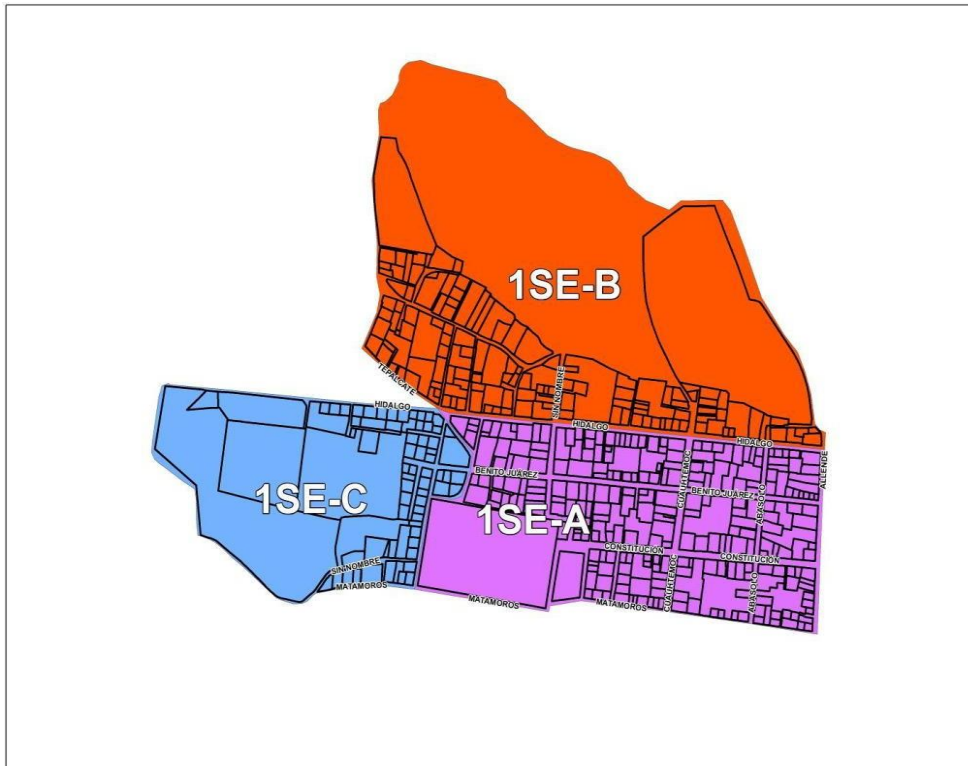 1SE-B
TEPALCATE
SIN NOMBRE
HIDALGO
HIDALGO
HIDALGO
ALLENDE
CUAUHTEMOC
BENITO JUAREZ
BENITO JUAREZ
ABASOLO
1SE-C
1SE-A
CONSTITUCION
CONSTITUCION
SIN NOMBRE
CUAUHTEMOC
ABASOLO
MATAMOROS
MATAMOROS
MATAMOROS